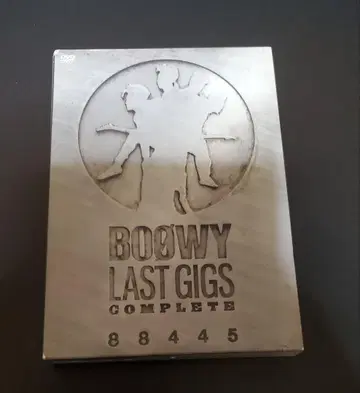 DVD
BOØWY
LAST GIGS
COMPLETE
8 8 4 4 5